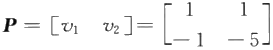 P = [v₁ v₂] = [1 1
-1 -5]